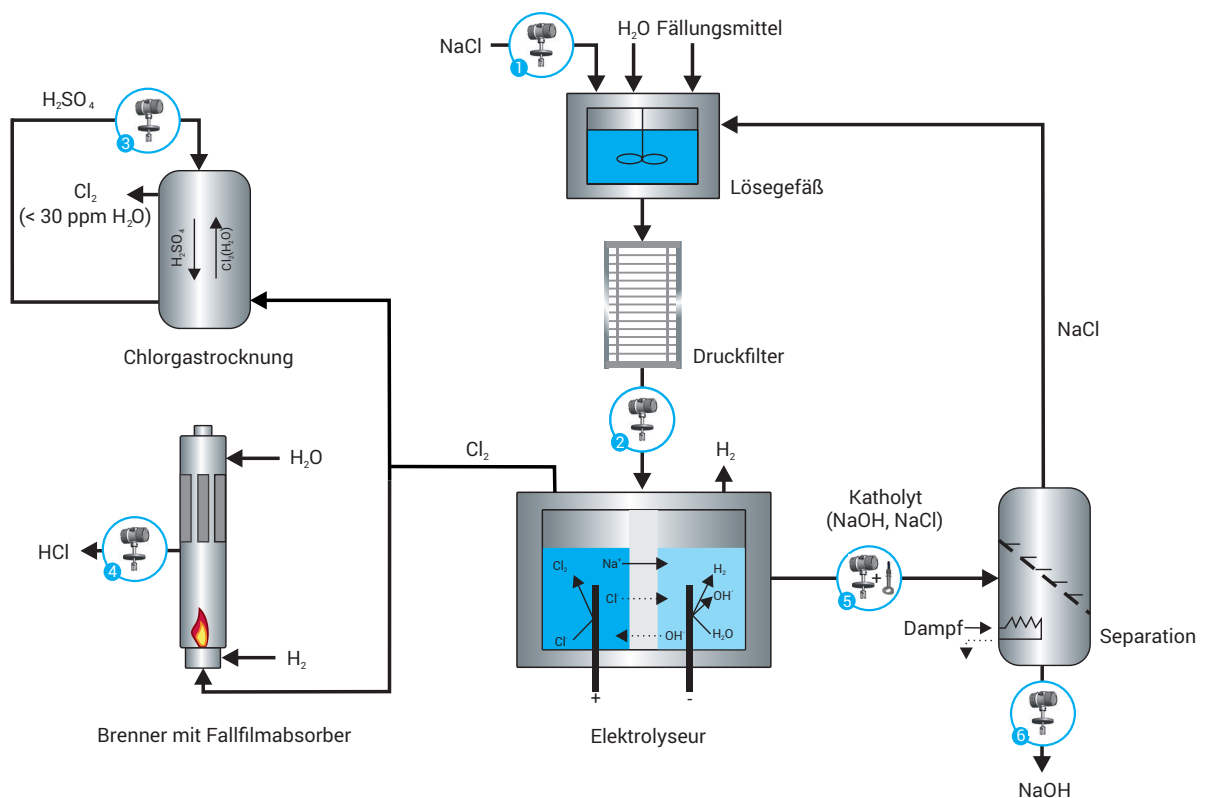 NaCl
1
H₂O Fällungsmittel
H₂SO₄
3
Cl₂
(< 30 ppm H₂O)
H₂SO₄
Cl₂(H₂O)
Chlorgastrocknung
Lösegefäß
Druckfilter
NaCl
2
H₂O
HCl
4
H₂
Brenner mit Fallfilmabsorber
Cl₂
H₂
Cl₂
Na⁺
H₂
Cl⁻
OH⁻
Cl⁻
OH⁻
H₂O
+
-
Elektrolyseur
Katholyt
(NaOH, NaCl)
+
5
Dampf
Separation
6
NaOH